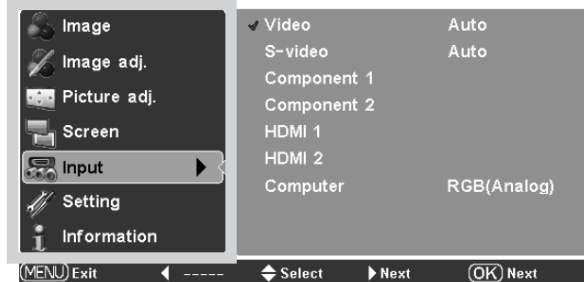 Image
Image adj.
Picture adj.
Screen
Input
Setting
Information
Video Auto
S-video Auto
Component 1
Component 2
HDMI 1
HDMI 2
Computer RGB(Analog)
MENU Exit ----- Select Next OK Next